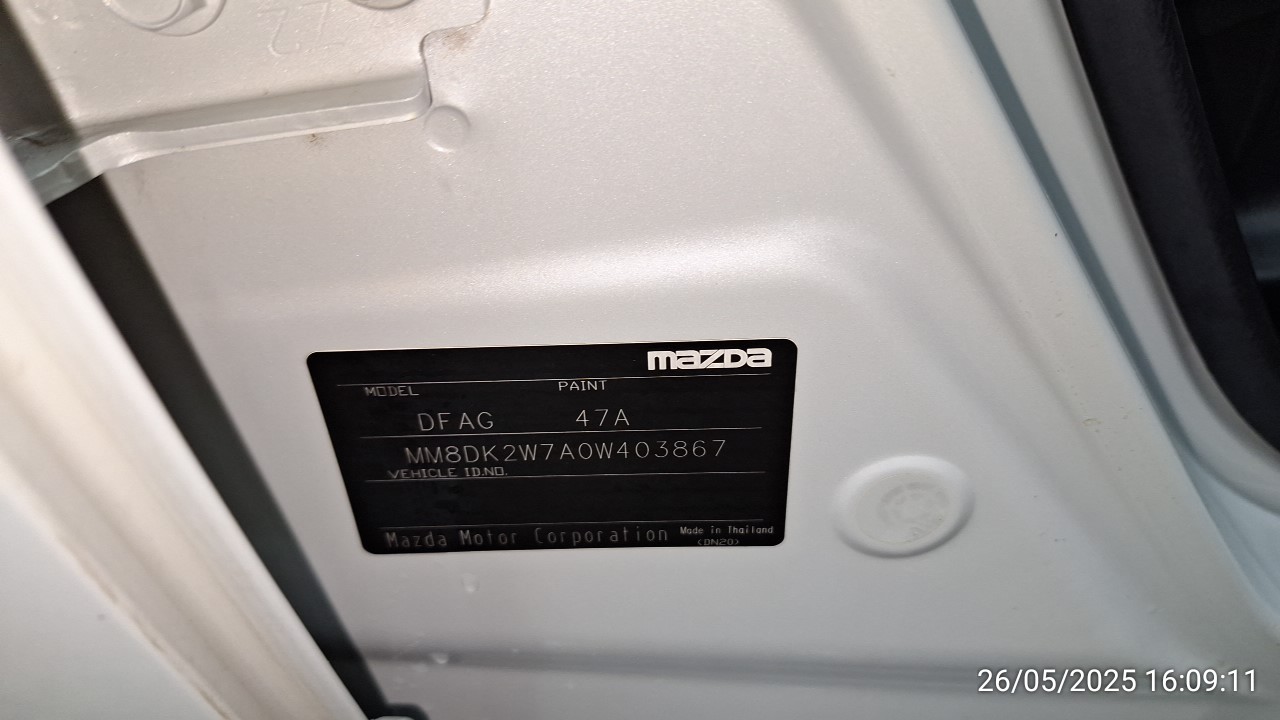 mazda
MODEL PAINT
DFAG 47A
MM8DK2W7A0W403867
VEHICLE ID.NO.
Mazda Motor Corporation Made in Thailand
(DN20)
26/05/2025 16:09:11